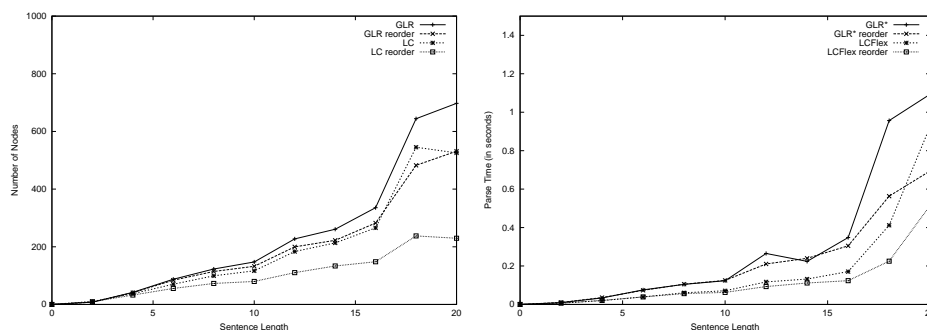 1000
800
600
400
200
0
0
5
10
15
20
Number of Nodes
Sentence Length
GLR
GLR reorder
LC
LC reorder
1.4
1.2
1
0.8
0.6
0.4
0.2
0
0
5
10
15
Parse Time (in seconds)
Sentence Length
GLR*
GLR* reorder
LCFlex
LCFlex reorder